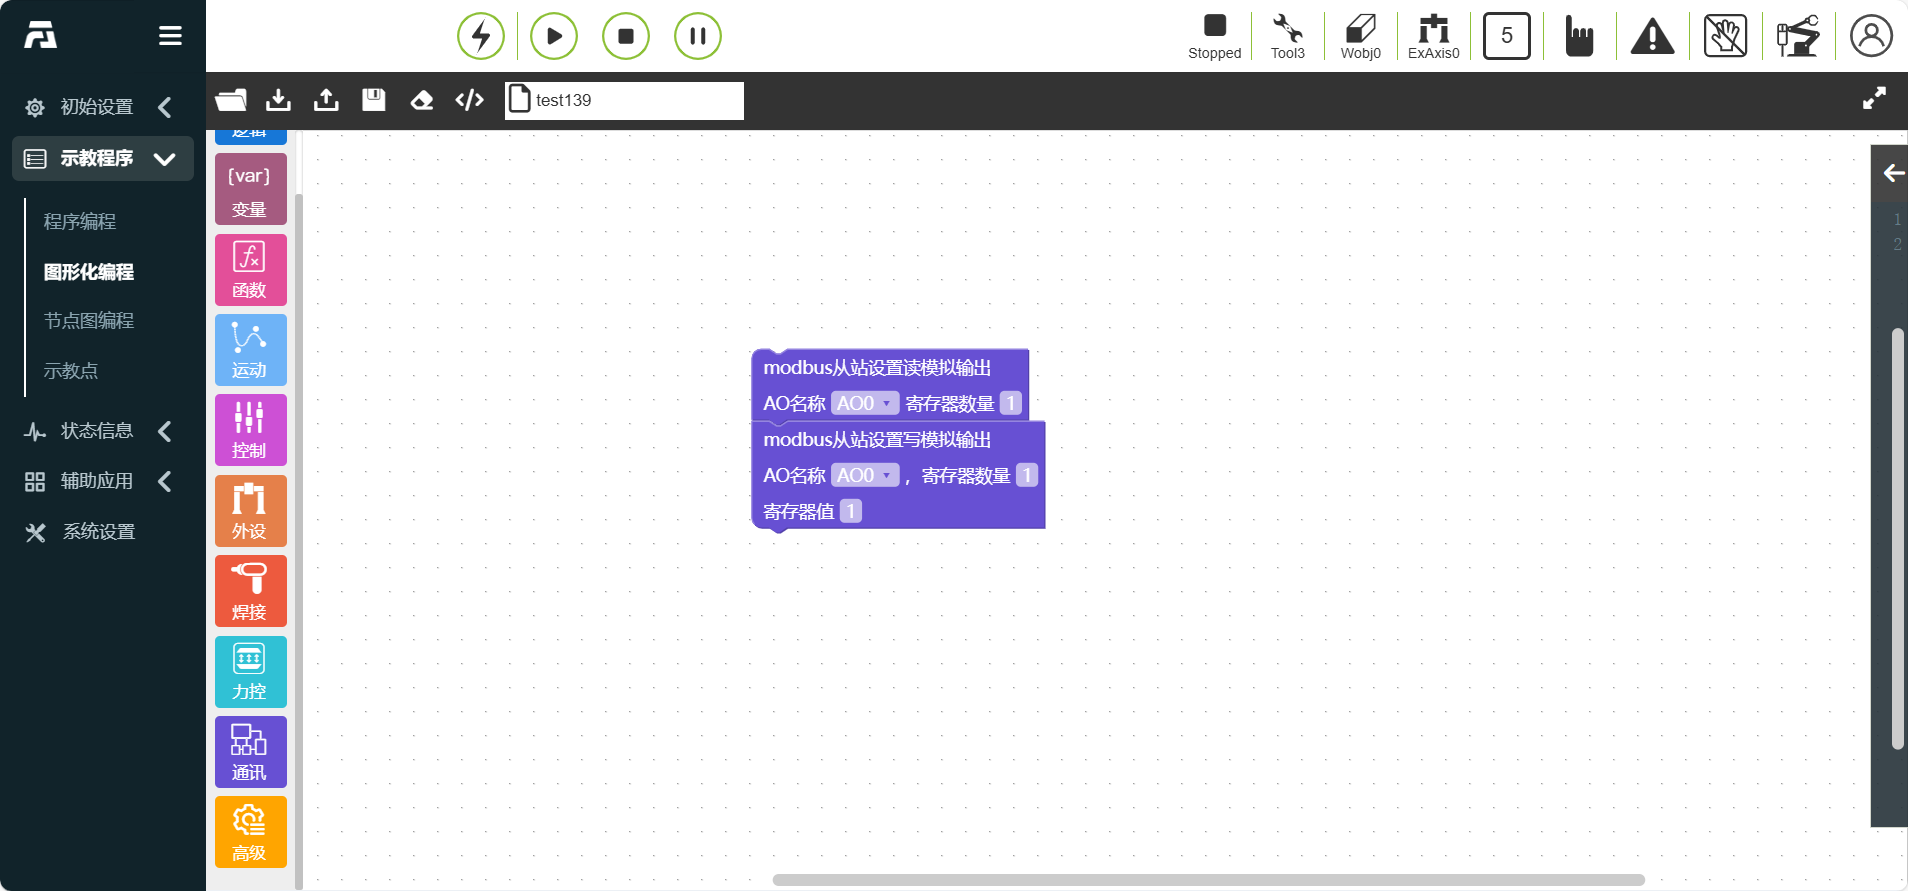 Stopped
Tool3
Wobj0
ExAxis0
5
test139
初始设置
示教程序
程序编程
图形化编程
节点图编程
示教点
状态信息
辅助应用
系统设置
逻辑
{var}
变量
函数
运动
控制
外设
焊接
力控
通讯
高级
modbus从站设置读模拟输出
AO名称 AO0 寄存器数量 1
modbus从站设置写模拟输出
AO名称 AO0 ，寄存器数量 1
寄存器值 1
1
2